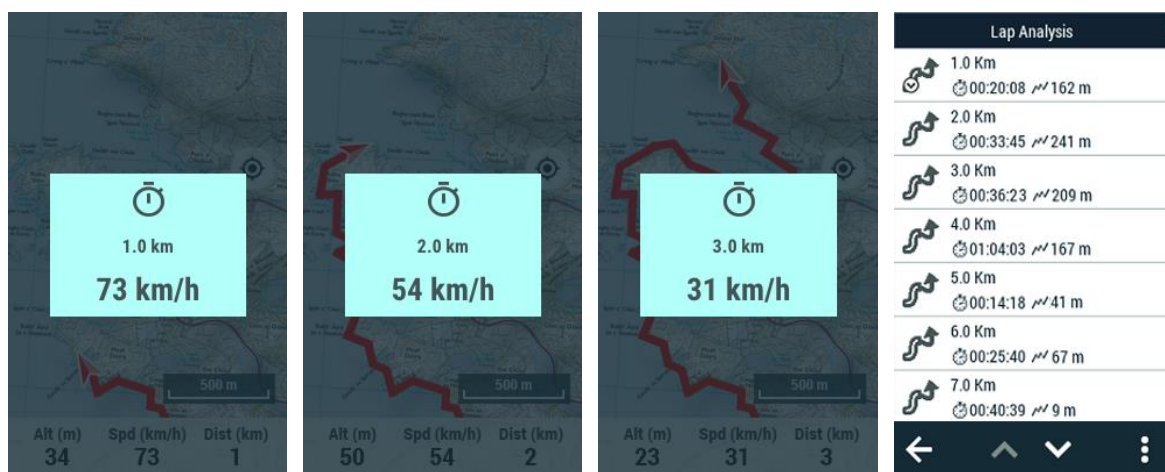 1.0 km
73 km/h
500 m
Alt (m) Spd (km/h) Dist (km)
34 73 1
2.0 km
54 km/h
500 m
Alt (m) Spd (km/h) Dist (km)
50 54 2
3.0 km
31 km/h
500 m
Alt (m) Spd (km/h) Dist (km)
23 31 3
Lap Analysis
1.0 Km
00:20:08 162 m
2.0 Km
00:33:45 241 m
3.0 Km
00:36:23 209 m
4.0 Km
01:04:03 167 m
5.0 Km
00:14:18 41 m
6.0 Km
00:25:40 67 m
7.0 Km
00:40:39 9 m